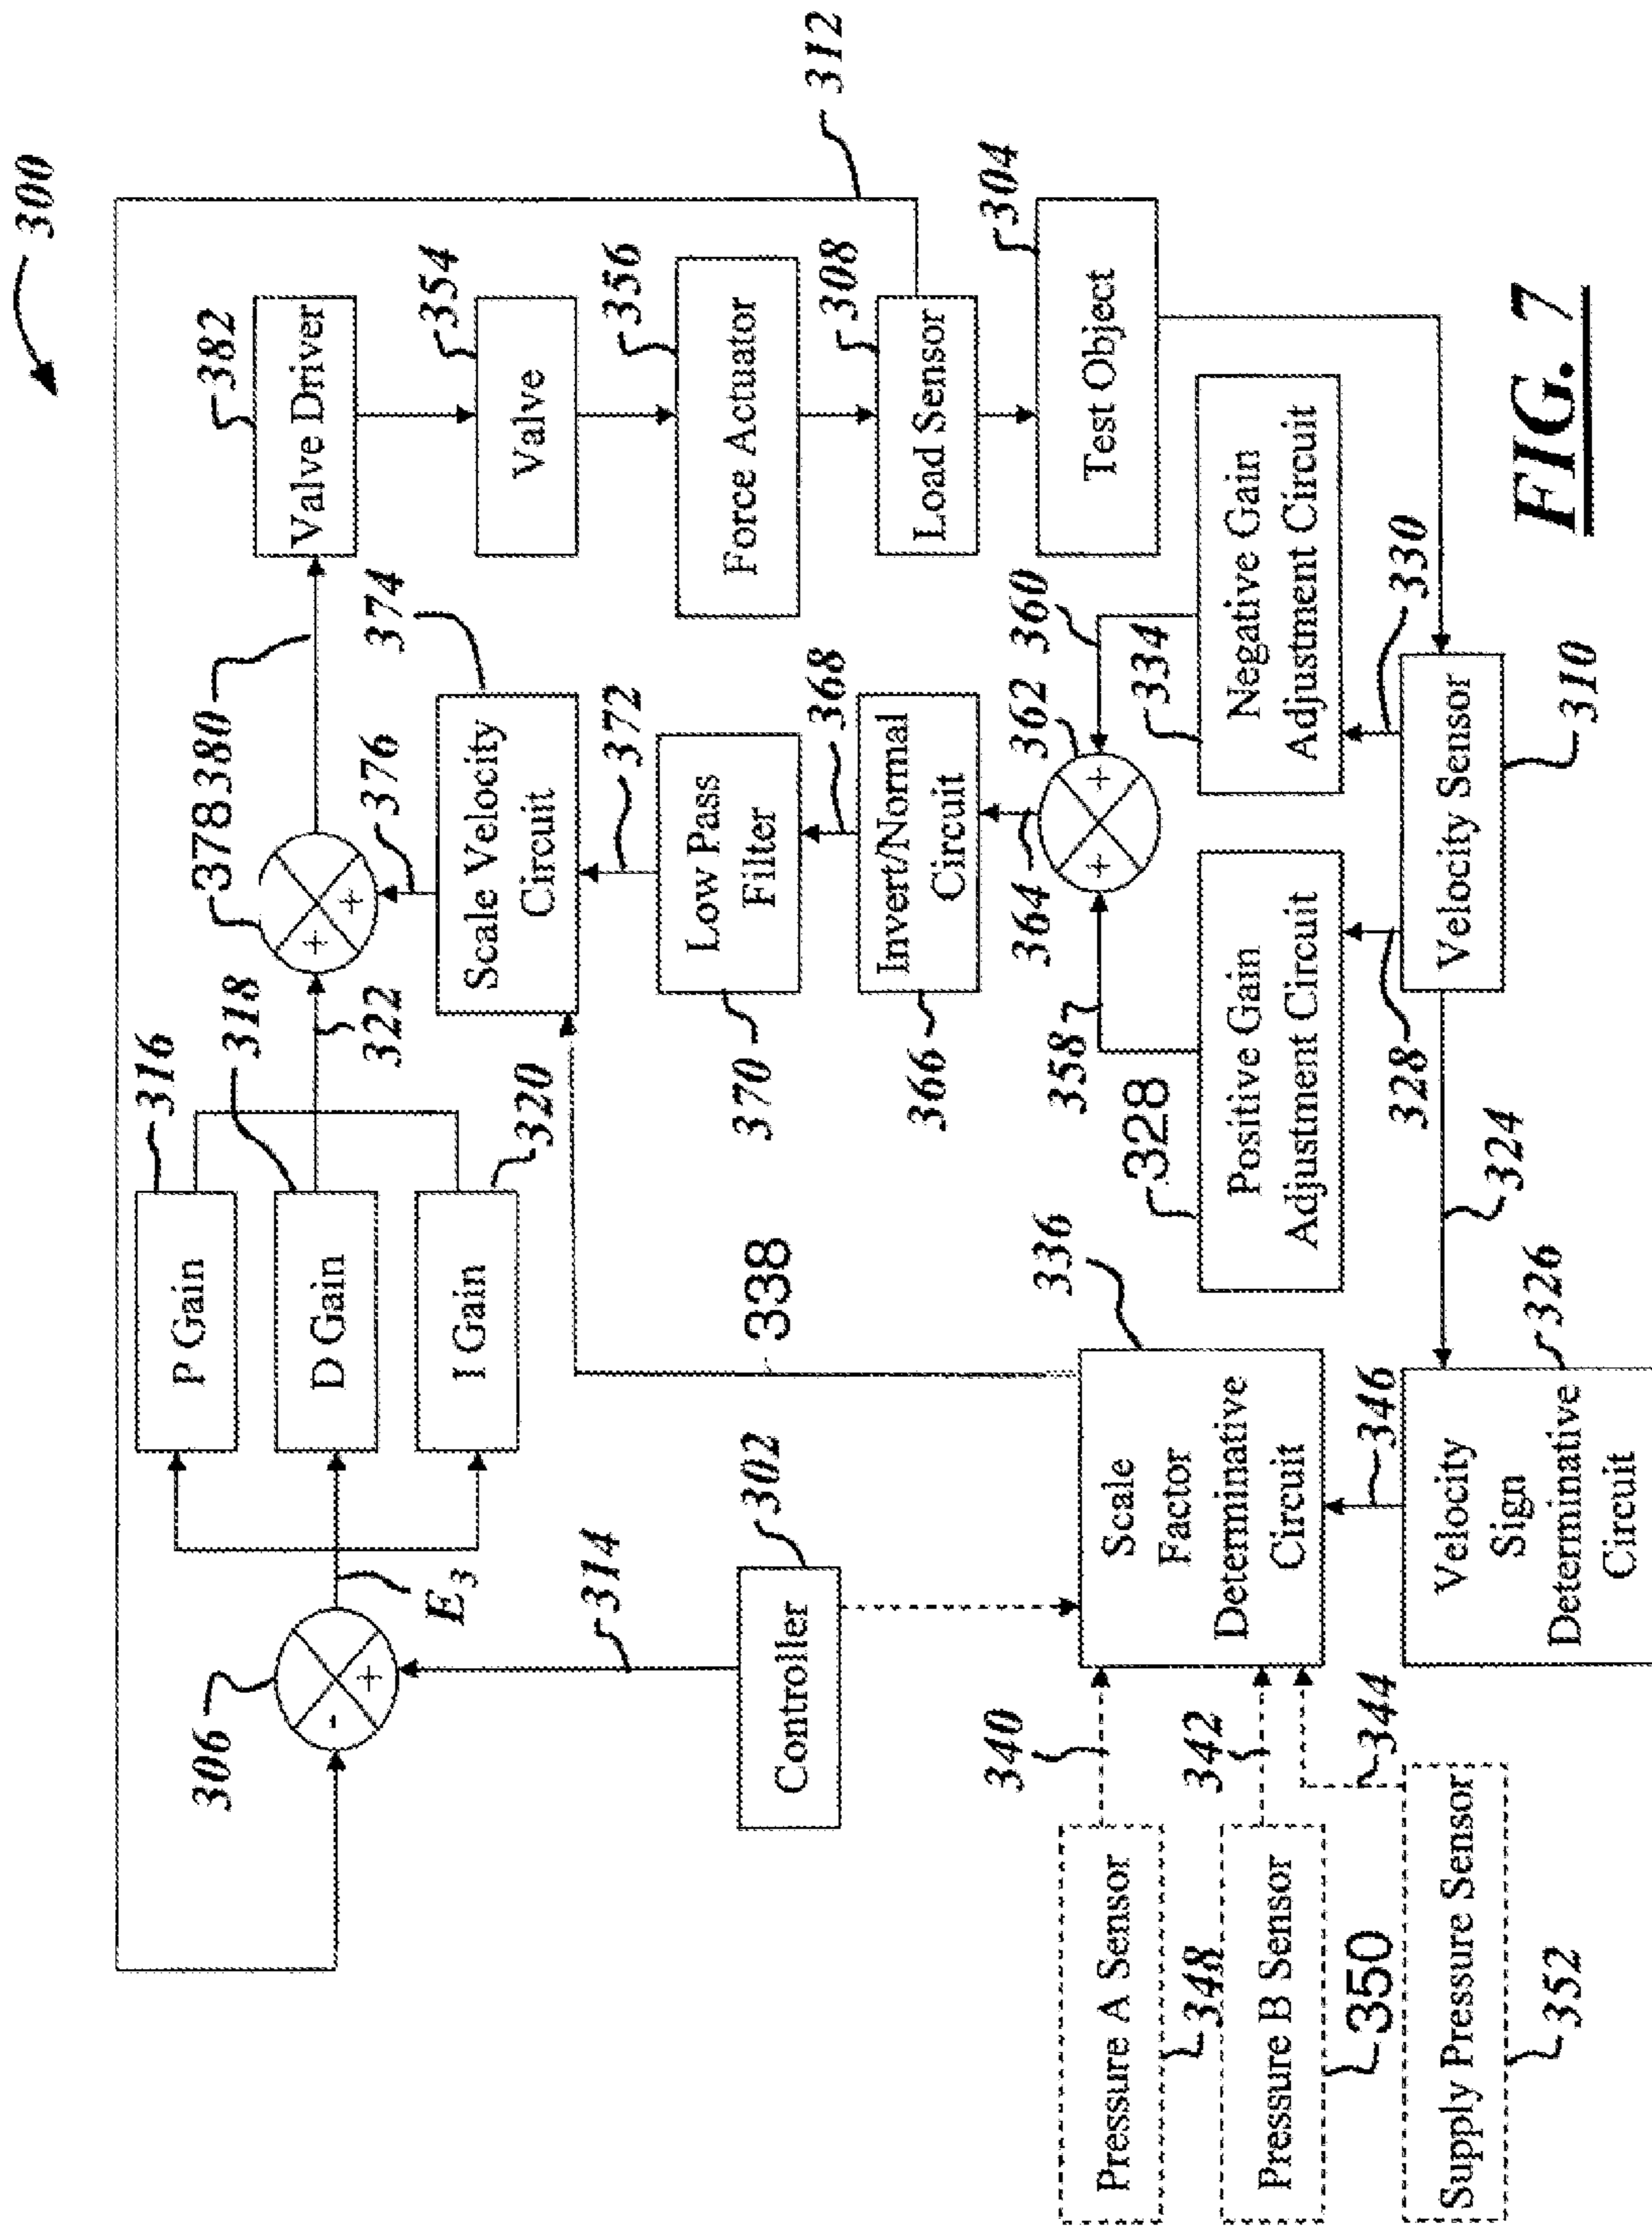 300
312
306
E3
P Gain
316
D Gain
318
I Gain
320
322
378
380
Valve Driver
382
314
Controller
302
338
376
Scale Velocity
Circuit
374
Valve
354
372
Low Pass
Filter
370
Force Actuator
356
368
Invert/Normal
Circuit
366
Load Sensor
308
364
362
358
360
Test Object
304
Pressure A Sensor
348
340
Pressure B Sensor
350
342
Supply Pressure Sensor
352
344
Scale
Factor
Determinative
Circuit
336
Positive Gain
Adjustment Circuit
328
Negative Gain
Adjustment Circuit
334
346
328
330
Velocity
Sign
Determinative
Circuit
326
324
Velocity Sensor
310
+
-
+
+
+
+
+
FIG. 7